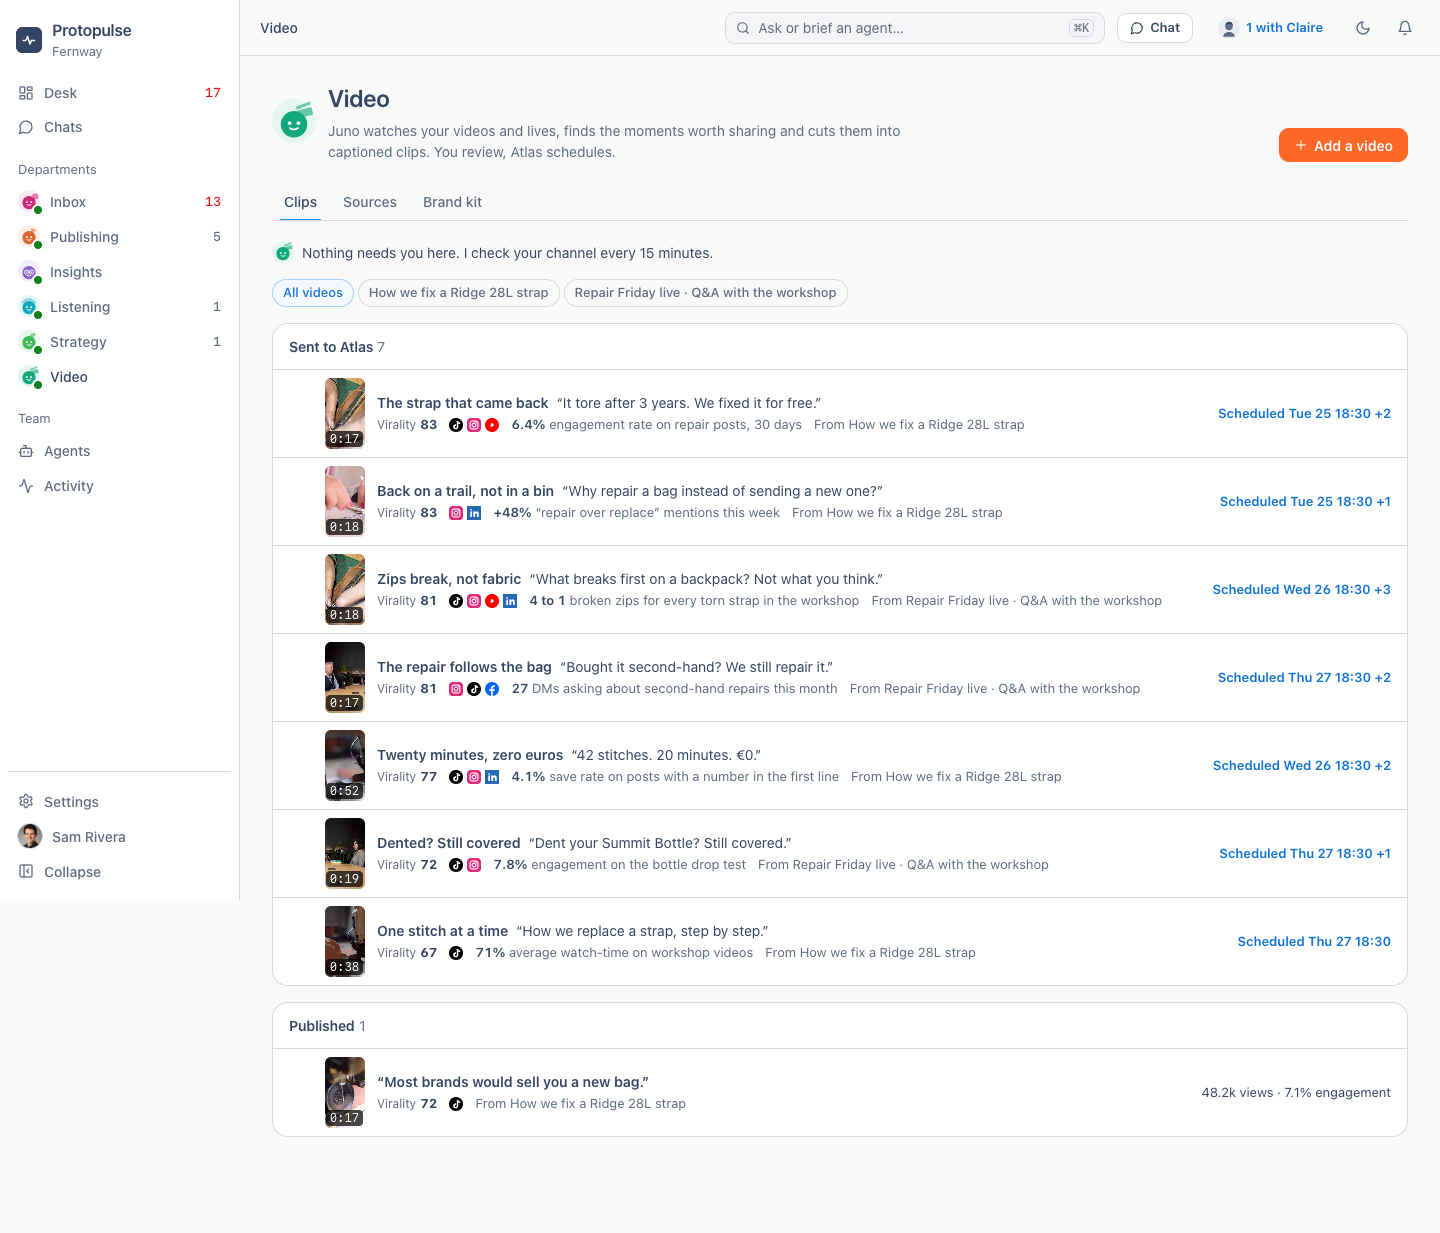 Protopulse
Fernway
Desk 17
Chats
Departments
Inbox 13
Publishing 5
Insights
Listening 1
Strategy 1
Video
Team
Agents
Activity
Settings
Sam Rivera
Collapse
Video
Ask or brief an agent… ⌘K
Chat
1 with Claire
Video
Juno watches your videos and lives, finds the moments worth sharing and cuts them into
captioned clips. You review, Atlas schedules.
+ Add a video
Clips Sources Brand kit
Nothing needs you here. I check your channel every 15 minutes.
All videos How we fix a Ridge 28L strap Repair Friday live · Q&A with the workshop
Sent to Atlas 7
The strap that came back “It tore after 3 years. We fixed it for free.”
Virality 83 6.4% engagement rate on repair posts, 30 days From How we fix a Ridge 28L strap
0:17
Scheduled Tue 25 18:30 +2
Back on a trail, not in a bin “Why repair a bag instead of sending a new one?”
Virality 83 +48% “repair over replace” mentions this week From How we fix a Ridge 28L strap
0:18
Scheduled Tue 25 18:30 +1
Zips break, not fabric “What breaks first on a backpack? Not what you think.”
Virality 81 4 to 1 broken zips for every torn strap in the workshop From Repair Friday live · Q&A with the workshop
0:18
Scheduled Wed 26 18:30 +3
The repair follows the bag “Bought it second-hand? We still repair it.”
Virality 81 27 DMs asking about second-hand repairs this month From Repair Friday live · Q&A with the workshop
0:17
Scheduled Thu 27 18:30 +2
Twenty minutes, zero euros “42 stitches. 20 minutes. €0.”
Virality 77 4.1% save rate on posts with a number in the first line From How we fix a Ridge 28L strap
0:52
Scheduled Wed 26 18:30 +2
Dented? Still covered “Dent your Summit Bottle? Still covered.”
Virality 72 7.8% engagement on the bottle drop test From Repair Friday live · Q&A with the workshop
0:19
Scheduled Thu 27 18:30 +1
One stitch at a time “How we replace a strap, step by step.”
Virality 67 71% average watch-time on workshop videos From How we fix a Ridge 28L strap
0:38
Scheduled Thu 27 18:30
Published 1
“Most brands would sell you a new bag.”
Virality 72 From How we fix a Ridge 28L strap
0:17
48.2k views · 7.1% engagement